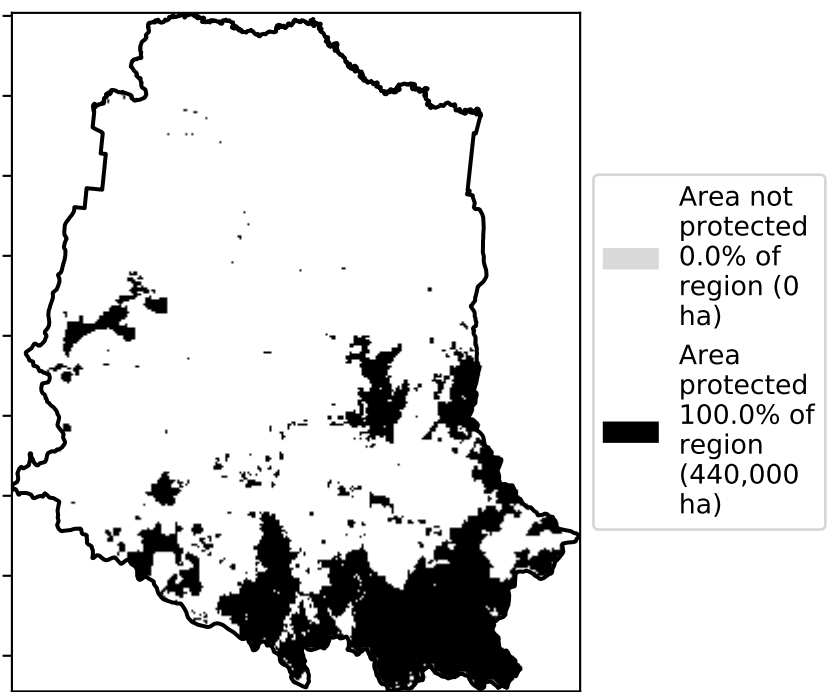 Area not
protected
0.0% of
region (0
ha)
Area
protected
100.0% of
region
(440,000
ha)